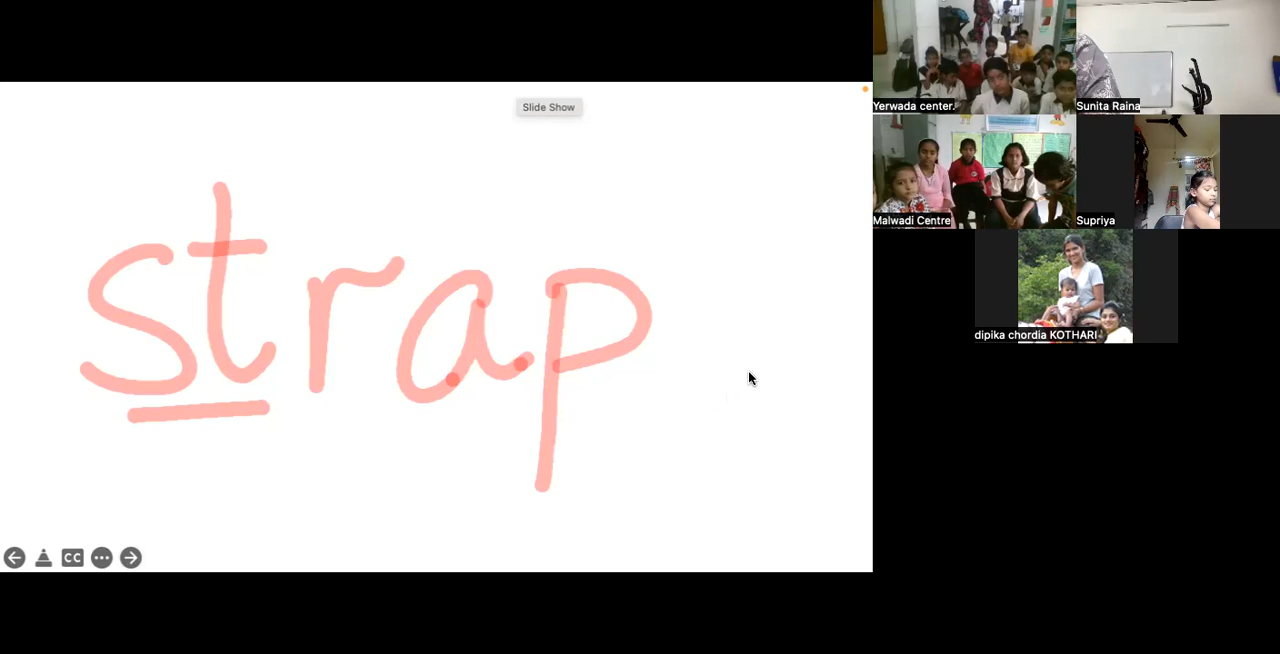 Slide Show
strap
CC
Yerwada center.
Sunita Raina
Malwadi Centre
Supriya
dipika chordia KOTHARI